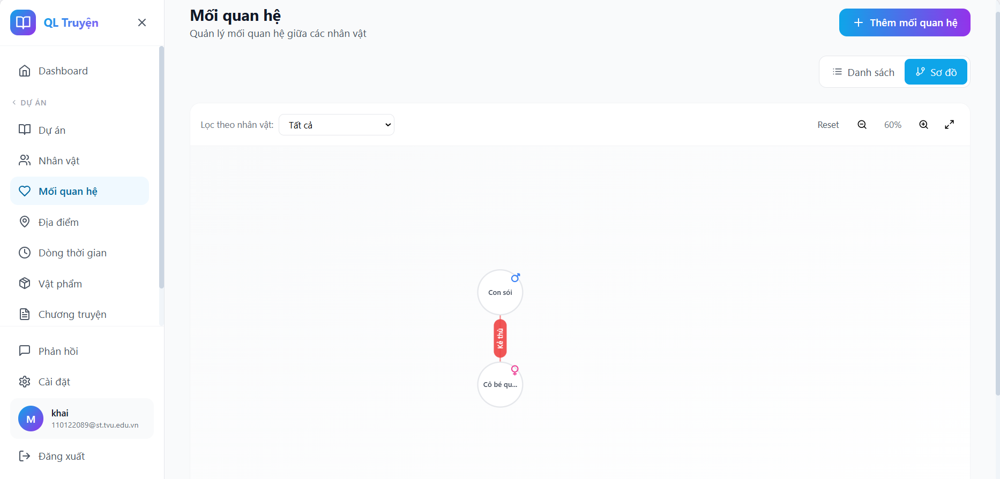 QL Truyện
Dashboard
DỰ ÁN
Dự án
Nhân vật
Mối quan hệ
Địa điểm
Dòng thời gian
Vật phẩm
Chương truyện
Phản hồi
Cài đặt
M
khai
110122089@st.tvu.edu.vn
Đăng xuất
Mối quan hệ
Quản lý mối quan hệ giữa các nhân vật
Thêm mối quan hệ
Danh sách
Sơ đồ
Lọc theo nhân vật:
Tất cả
Reset
60%
Con sói
Kẻ thù
Cô bé qu...